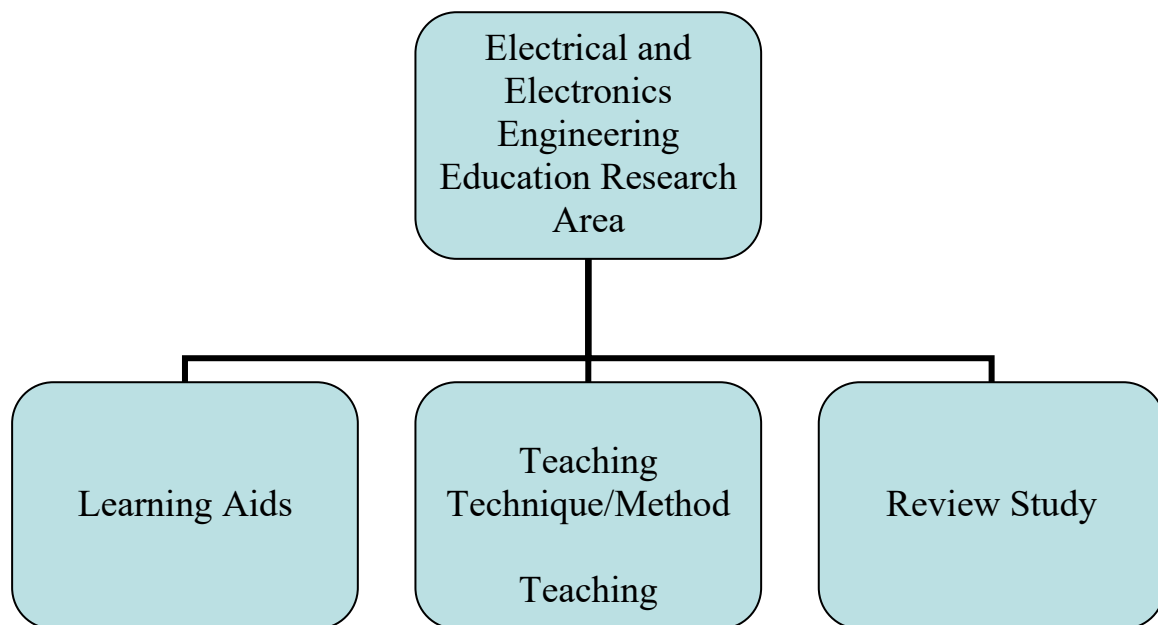 Electrical and
Electronics
Engineering
Education Research
Area
Learning Aids
Teaching
Technique/Method
Teaching
Review Study